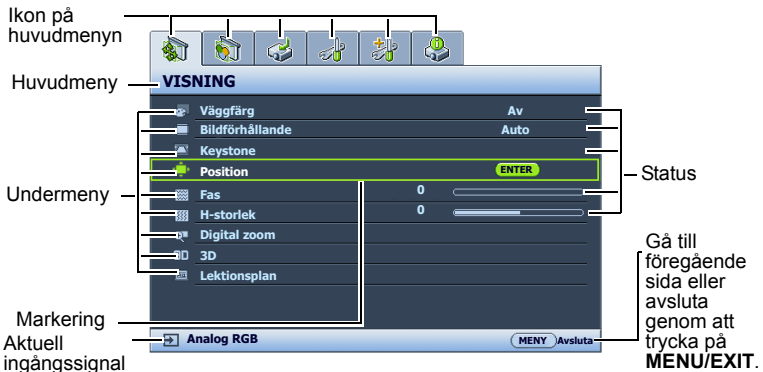 Ikon på
huvudmenyn
Huvudmeny
VISNING
Väggfärg Av
Bildförhållande Auto
Keystone
Position ENTER
Undermeny
Status
Fas 0
H-storlek 0
Digital zoom
3D 3D
Lektionsplan
Markering
Aktuell
ingångssignal
Analog RGB
MENY Avsluta
Gå till
föregående
sida eller
avsluta
genom att
trycka på
MENU/EXIT.